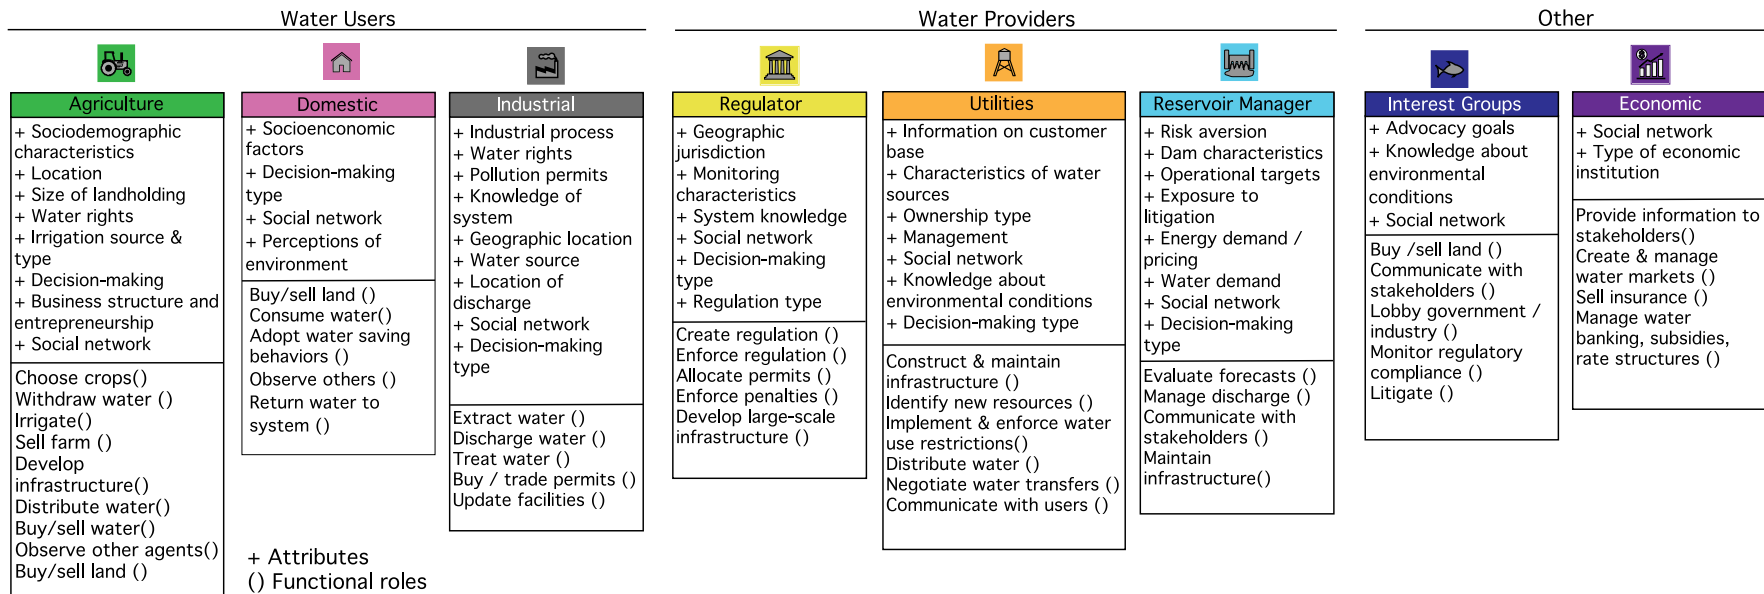 Water Users
Water Providers
Other
Agriculture
+ Sociodemographic
characteristics
+ Location
+ Size of landholding
+ Water rights
+ Irrigation source &
type
+ Decision-making
+ Business structure and
entrepreneurship
+ Social network
Choose crops()
Withdraw water ()
Irrigate()
Sell farm ()
Develop
infrastructure()
Distribute water()
Buy/sell water()
Observe other agents()
Buy/sell land ()
Domestic
+ Socioenconomic
factors
+ Decision-making
type
+ Social network
+ Perceptions of
environment
Buy/sell land ()
Consume water()
Adopt water saving
behaviors ()
Observe others ()
Return water to
system ()
Industrial
+ Industrial process
+ Water rights
+ Pollution permits
+ Knowledge of
system
+ Geographic location
+ Water source
+ Location of
discharge
+ Social network
+ Decision-making
type
Extract water ()
Discharge water ()
Treat water ()
Buy / trade permits ()
Update facilities ()
Regulator
+ Geographic
jurisdiction
+ Monitoring
characteristics
+ System knowledge
+ Social network
+ Decision-making
type
+ Regulation type
Create regulation ()
Enforce regulation ()
Allocate permits ()
Enforce penalties ()
Develop large-scale
infrastructure ()
Utilities
+ Information on customer
base
+ Characteristics of water
sources
+ Ownership type
+ Management
+ Social network
+ Knowledge about
environmental conditions
+ Decision-making type
Construct & maintain
infrastructure ()
Identify new resources ()
Implement & enforce water
use restrictions()
Distribute water ()
Negotiate water transfers ()
Communicate with users ()
Reservoir Manager
+ Risk aversion
+ Dam characteristics
+ Operational targets
+ Exposure to
litigation
+ Energy demand /
pricing
+ Water demand
+ Social network
+ Decision-making
type
Evaluate forecasts ()
Manage discharge ()
Communicate with
stakeholders ()
Maintain
infrastructure()
Interest Groups
+ Advocacy goals
+ Knowledge about
environmental
conditions
+ Social network
Buy /sell land ()
Communicate with
stakeholders ()
Lobby government /
industry ()
Monitor regulatory
compliance ()
Litigate ()
Economic
+ Social network
+ Type of economic
institution
Provide information to
stakeholders()
Create & manage
water markets ()
Sell insurance ()
Manage water
banking, subsidies,
rate structures ()
+ Attributes
() Functional roles